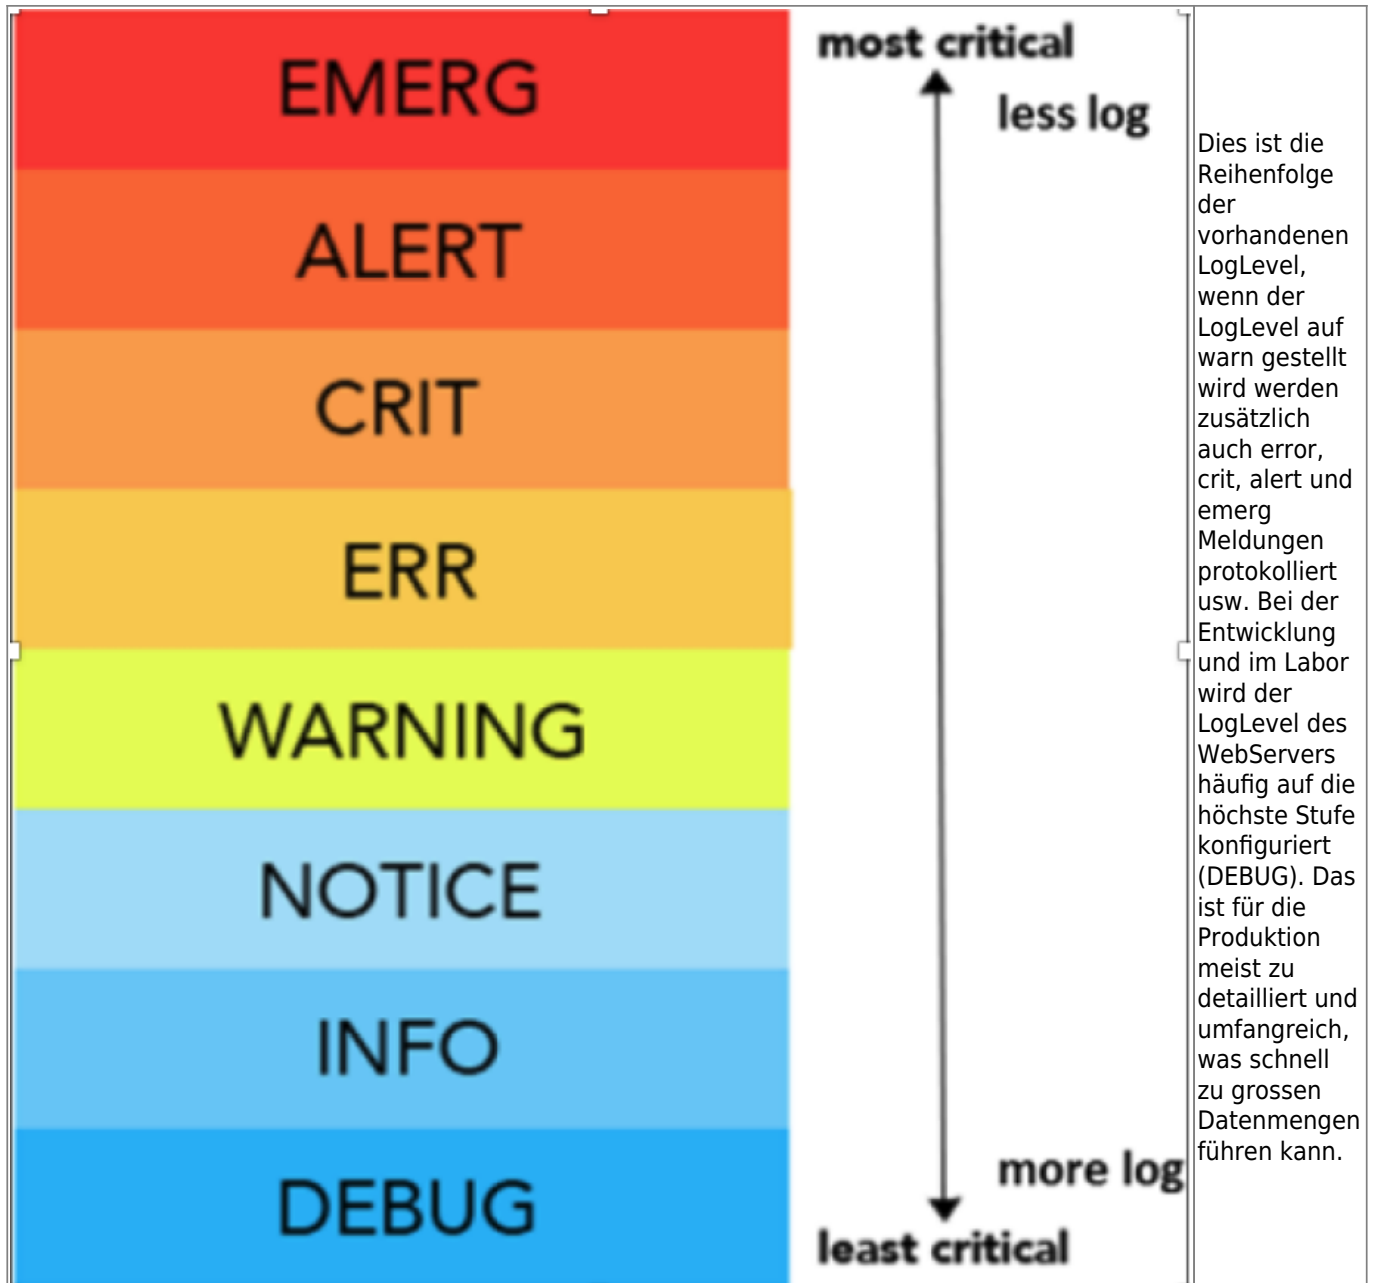 EMERG
ALERT
CRIT
ERR
WARNING
NOTICE
INFO
DEBUG
most critical
less log
more log
least critical
Dies ist die
Reihenfolge
der
vorhandenen
LogLevel,
wenn der
LogLevel auf
warn gestellt
wird werden
zusätzlich
auch error,
crit, alert und
emerg
Meldungen
protokolliert
usw. Bei der
Entwicklung
und im Labor
wird der
LogLevel des
WebServers
häufig auf die
höchste Stufe
konfiguriert
(DEBUG). Das
ist für die
Produktion
meist zu
detailliert und
umfangreich,
was schnell
zu grossen
Datenmengen
führen kann.